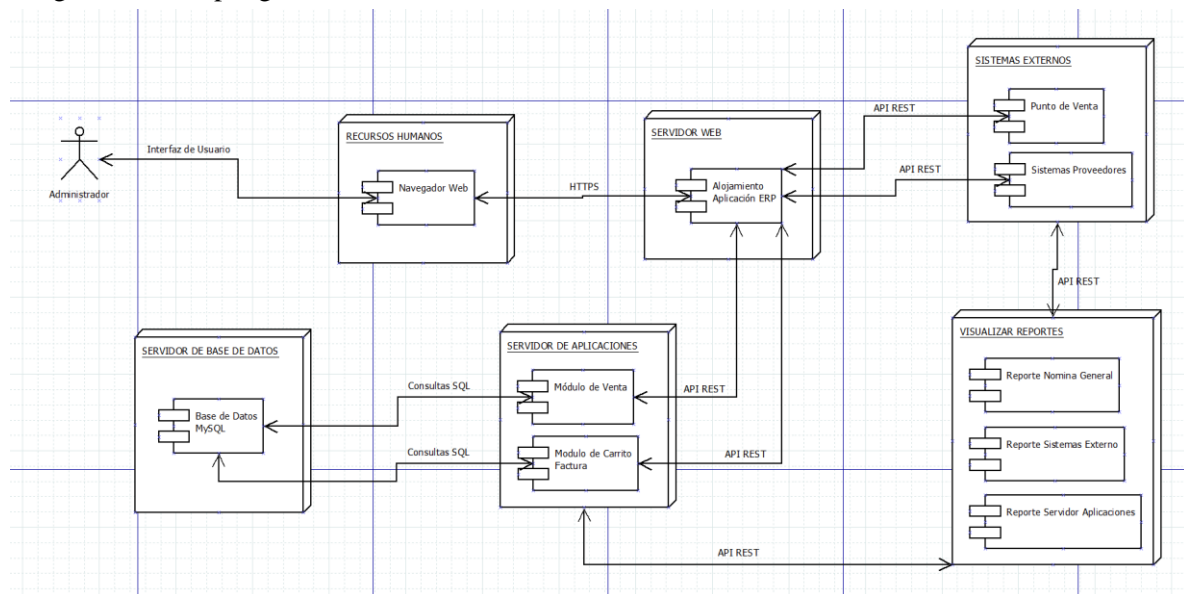 SISTEMAS EXTERNOS
Punto de Venta
API REST
RECURSOS HUMANOS
SERVIDOR WEB
Interfaz de Usuario
API REST
Sistemas Proveedores
Administrador
Navegador Web
HTTPS
Alojamiento
Aplicación ERP
API REST
VISUALIZAR REPORTES
SERVIDOR DE BASE DE DATOS
SERVIDOR DE APLICACIONES
Reporte Nomina General
Consultas SQL
Módulo de Venta
API REST
Base de Datos
MySQL
Reporte Sistemas Externo
Consultas SQL
Modulo de Carrito
Factura
API REST
Reporte Servidor Aplicaciones
API REST